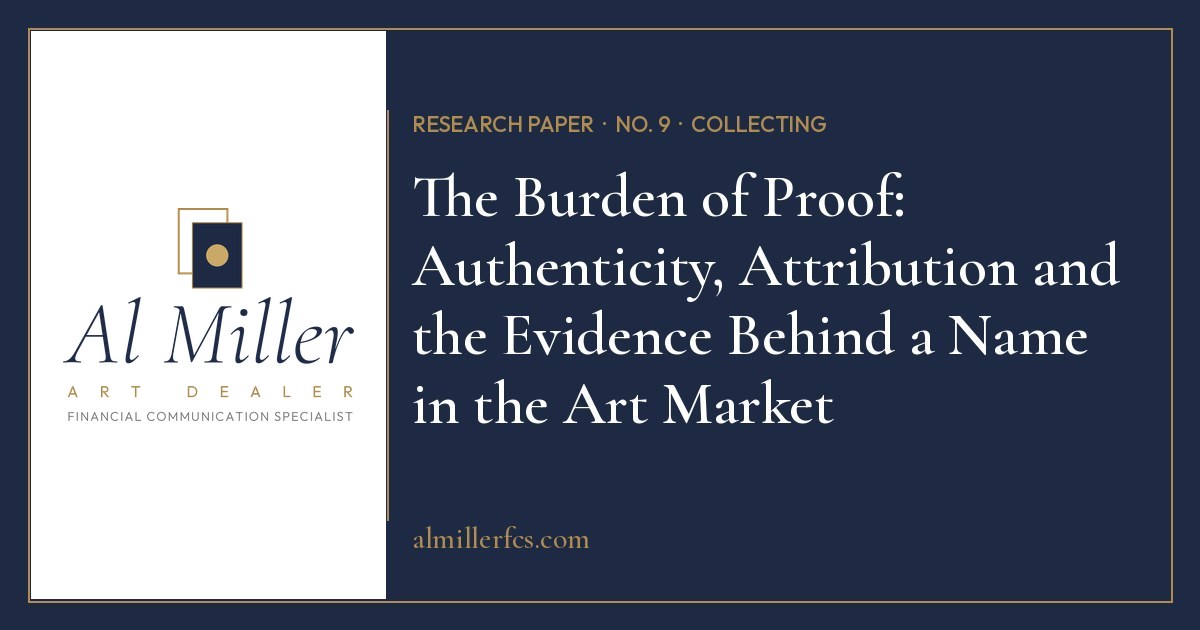 Al Miller
ART DEALER
FINANCIAL COMMUNICATION SPECIALIST
RESEARCH PAPER · NO. 9 · COLLECTING
The Burden of Proof:
Authenticity, Attribution and
the Evidence Behind a Name
in the Art Market
almillerfcs.com